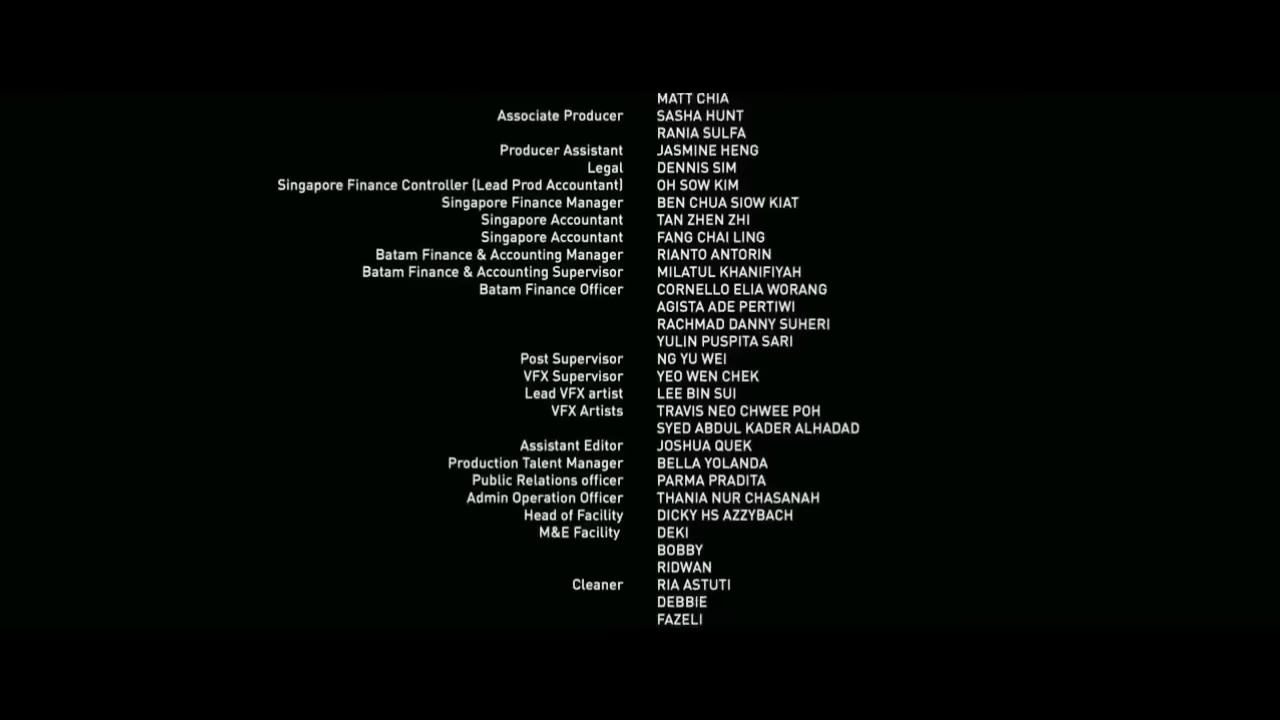 MATT CHIA
Associate Producer SASHA HUNT
RANIA SULFA
Producer Assistant JASMINE HENG
Legal DENNIS SIM
Singapore Finance Controller (Lead Prod Accountant) OH SOW KIM
Singapore Finance Manager BEN CHUA SIOW KIAT
Singapore Accountant TAN ZHEN ZHI
Singapore Accountant FANG CHAI LING
Batam Finance & Accounting Manager RIANTO ANTORIN
Batam Finance & Accounting Supervisor MILATUL KHANIFIYAH
Batam Finance Officer CORNELLO ELIA WORANG
AGISTA ADE PERTIWI
RACHMAD DANNY SUHERI
YULIN PUSPITA SARI
Post Supervisor NG YU WEI
VFX Supervisor YEO WEN CHEK
Lead VFX artist LEE BIN SUI
VFX Artists TRAVIS NEO CHWEE POH
SYED ABDUL KADER ALHADAD
Assistant Editor JOSHUA QUEK
Production Talent Manager BELLA YOLANDA
Public Relations officer PARMA PRADITA
Admin Operation Officer THANIA NUR CHASANAH
Head of Facility DICKY HS AZZYBACH
M&E Facility DEKI
BOBBY
RIDWAN
Cleaner RIA ASTUTI
DEBBIE
FAZELI